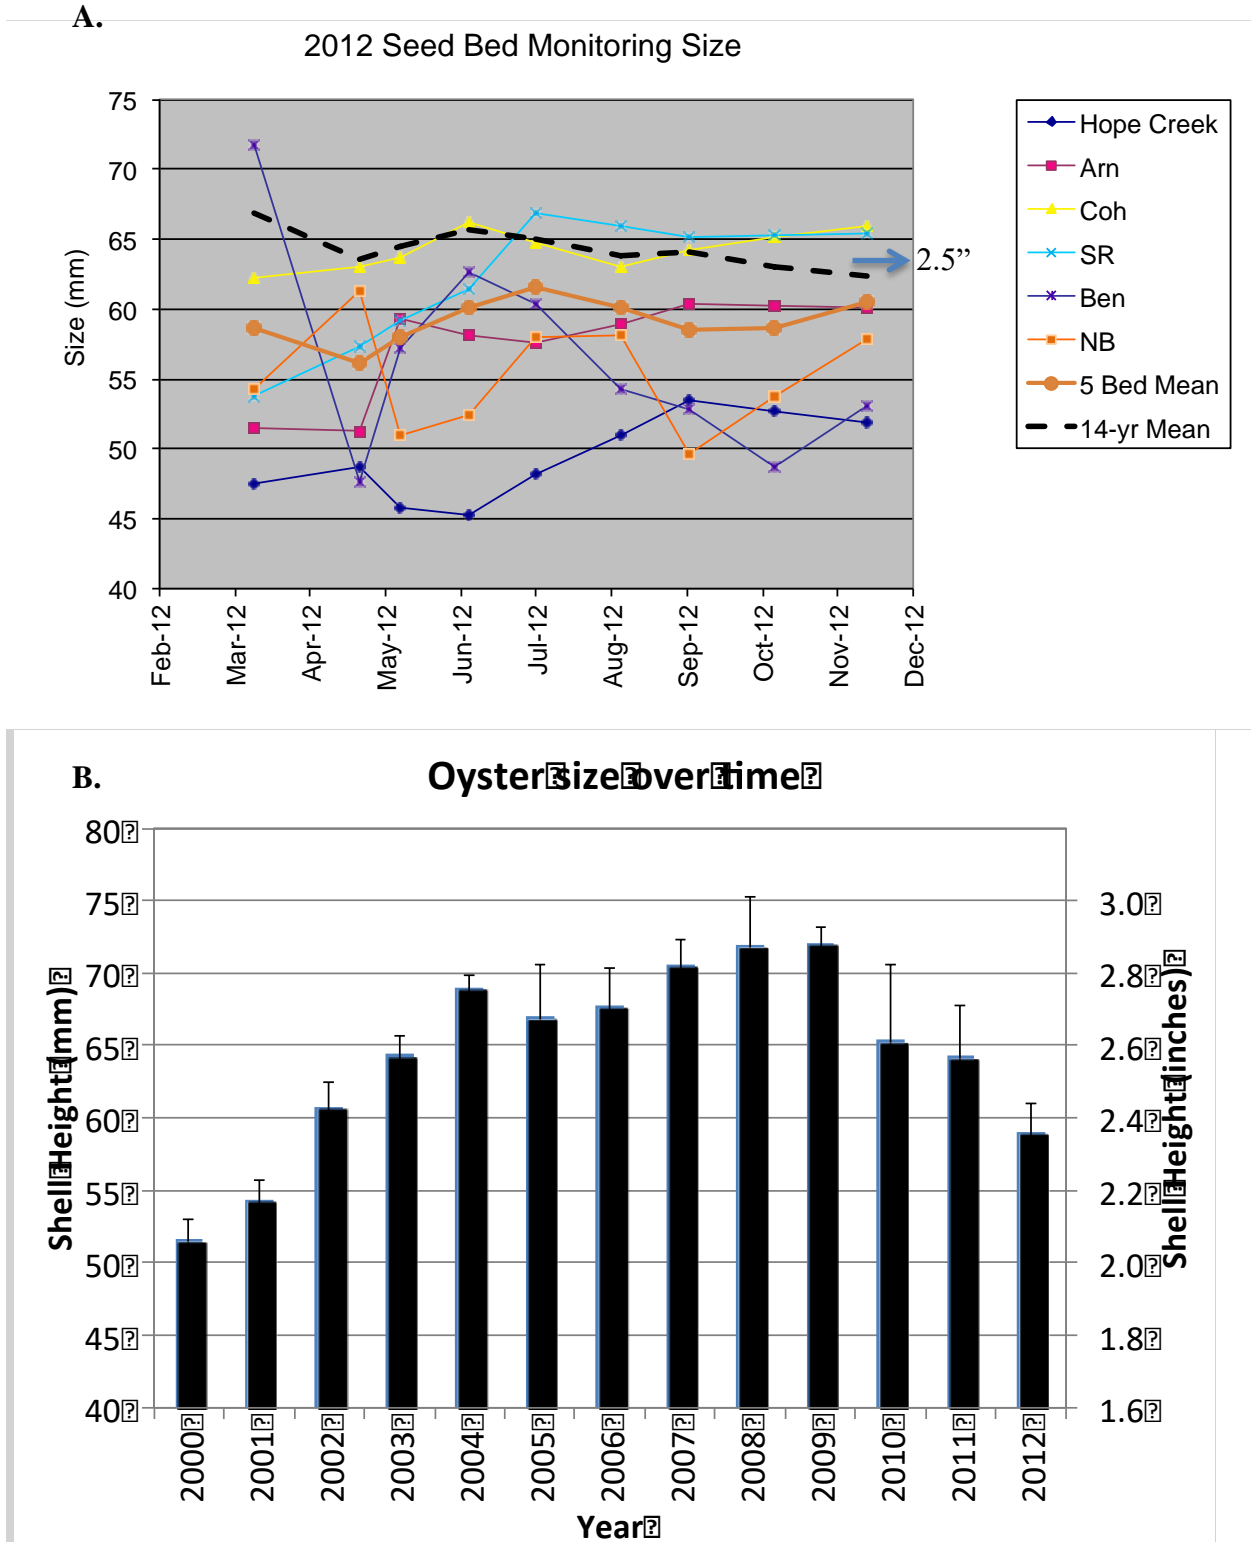 A.
2012 Seed Bed Monitoring Size
75
70
65
60
55
50
45
40
Size (mm)
2.5”
Feb-12
Mar-12
Apr-12
May-12
Jun-12
Jul-12
Aug-12
Sep-12
Oct-12
Nov-12
Dec-12
Hope Creek
Arn
Coh
SR
Ben
NB
5 Bed Mean
14-yr Mean
B.
Oyster size over time
80
75
70
65
60
55
50
45
40
Shell Height (mm)
3.0
2.8
2.6
2.4
2.2
2.0
1.8
1.6
Shell Height (inches)
2000
2001
2002
2003
2004
2005
2006
2007
2008
2009
2010
2011
2012
Year